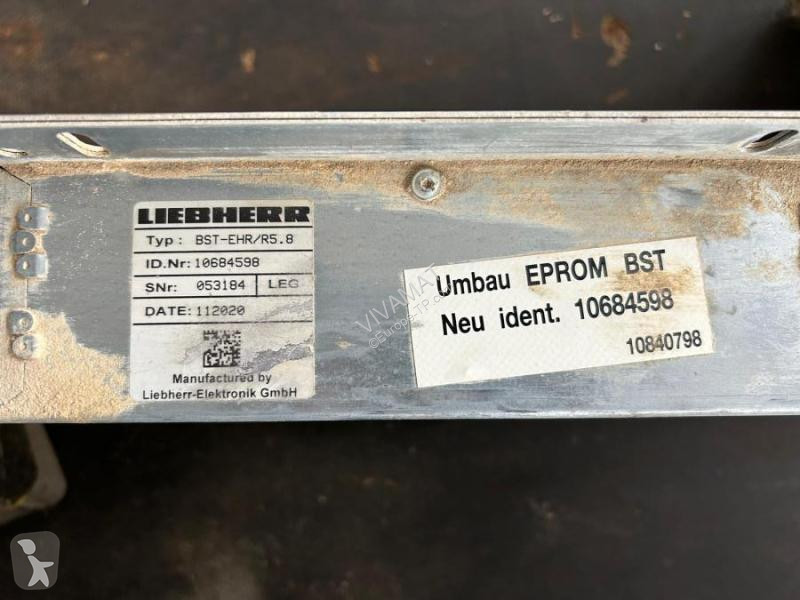 LIEBHERR
Typ : BST-EHR/R5.8
ID.Nr: 10684598
SNr: 053184 LEG
DATE: 112020
Manufactured by
Liebherr-Elektronik GmbH
Umbau EPROM BST
Neu ident. 10684598
10840798
VIVAMAT